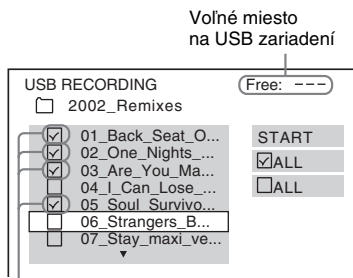 Voľné miesto
na USB zariadení
USB RECORDING
Free: ---
2002_Remixes
01_Back_Seat_O...
02_One_Nights_...
03_Are_You_Ma...
04_I_Can_Lose_...
05_Soul_Survivo...
06_Strangers_B...
07_Stay_maxi_ve...
START
ALL
ALL